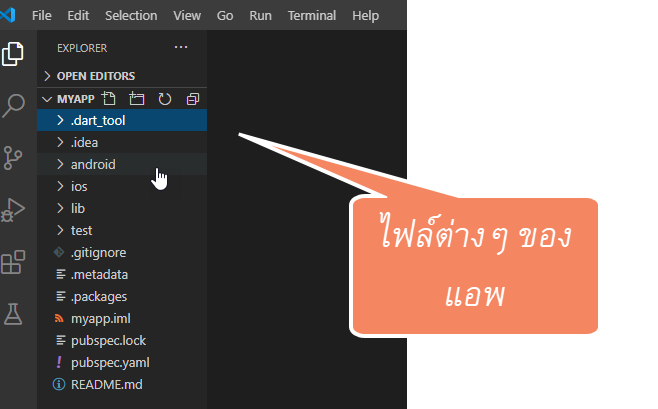 File Edit Selection View Go Run Terminal Help
EXPLORER ...
OPEN EDITORS
MYAPP
.dart_tool
.idea
android
ios
lib
test
.gitignore
.metadata
.packages
myapp.iml
pubspec.lock
pubspec.yaml
README.md
ไฟล์ต่างๆ ของ
แอพ